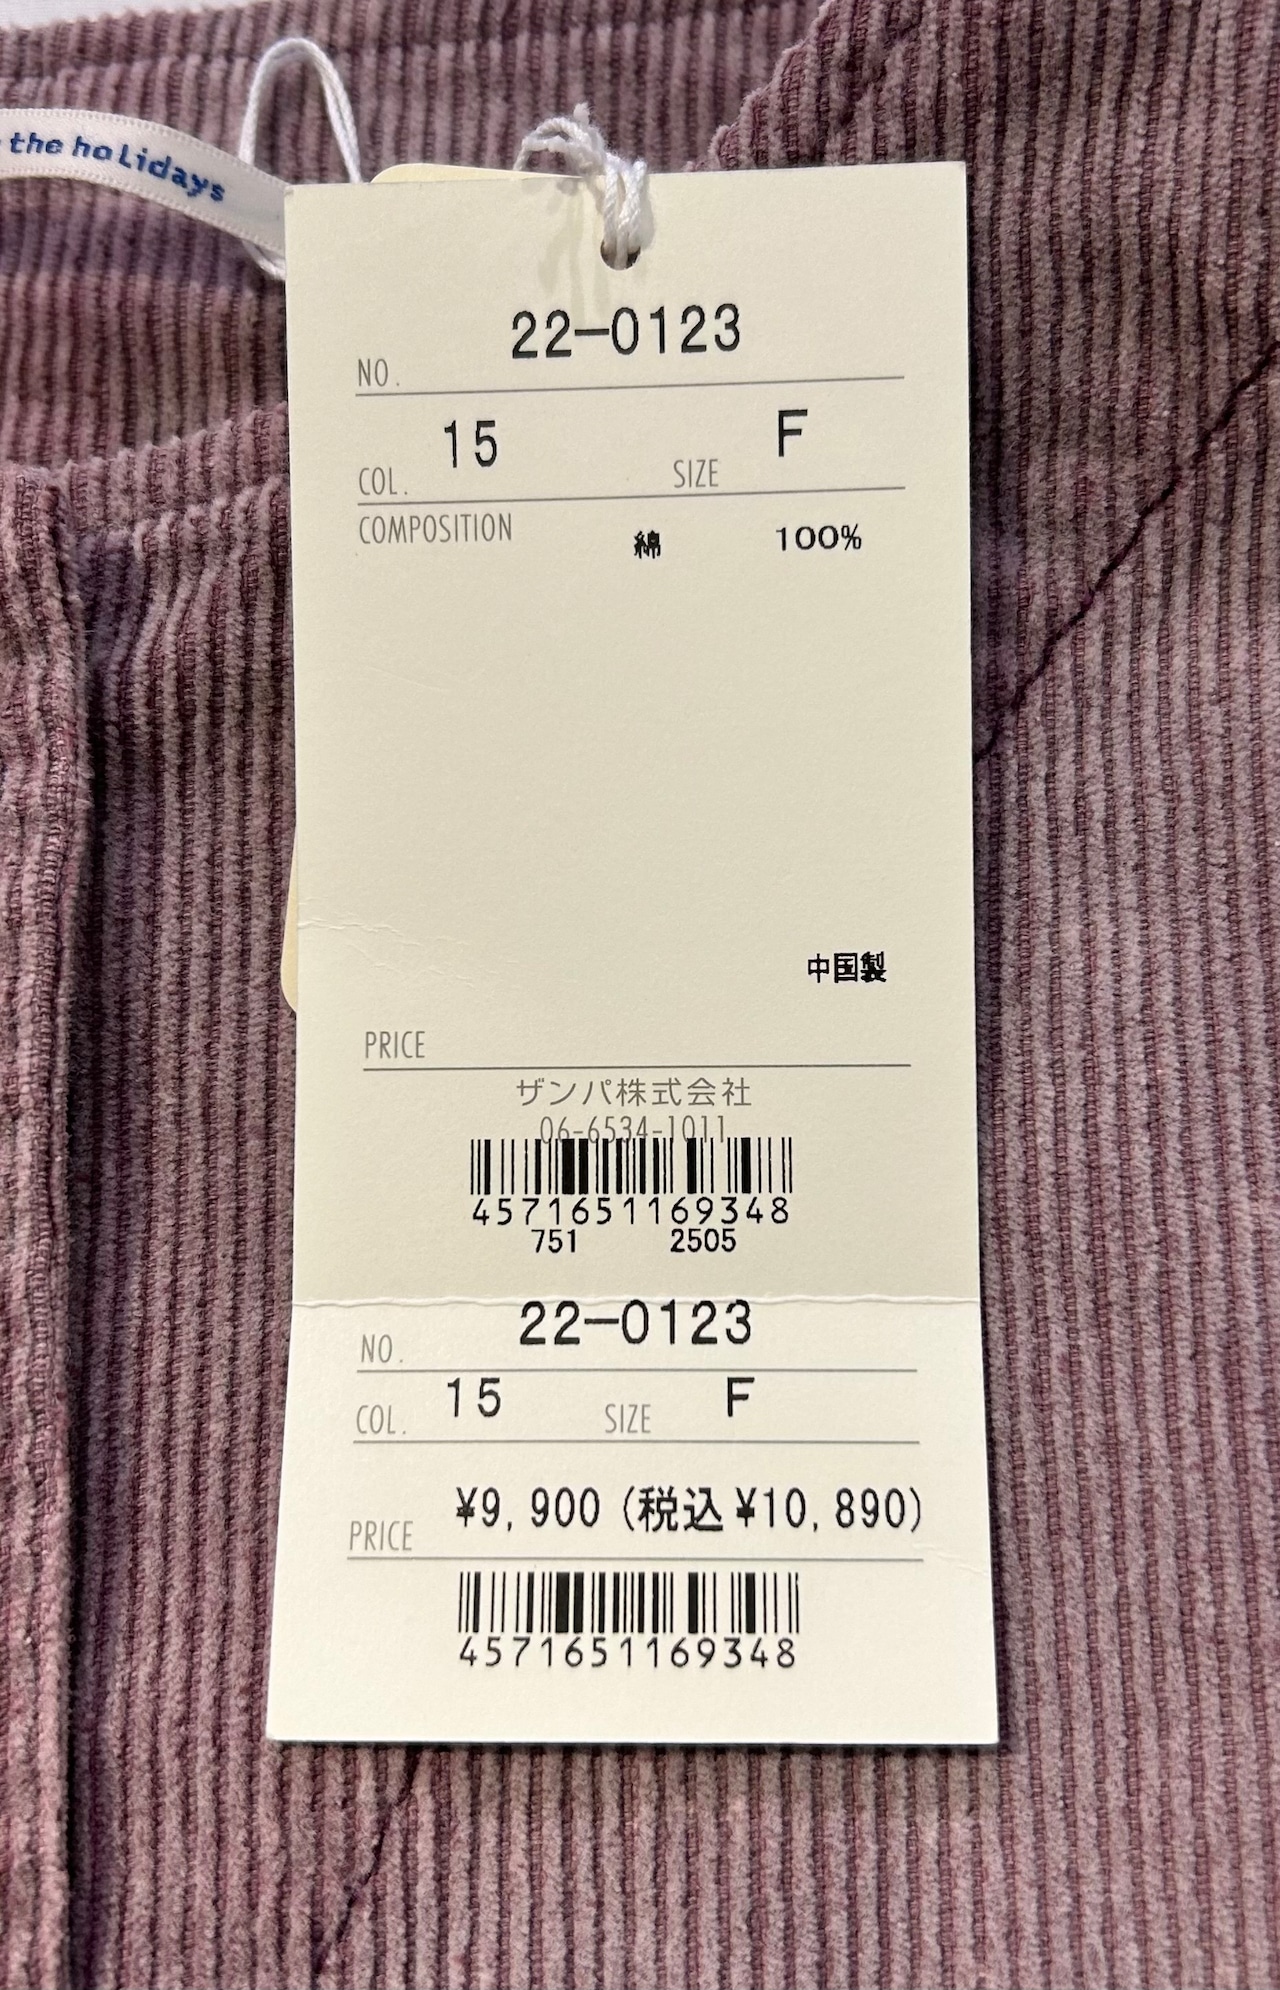 the holidays
22-0123
NO.
15 F
COL. SIZE
COMPOSITION 綿 100%
中国製
PRICE
ザンパ株式会社
06-6534-1011
4571651169348
751 2505
22-0123
NO.
15 F
COL. SIZE
¥9,900(税込¥10,890)
PRICE
4571651169348